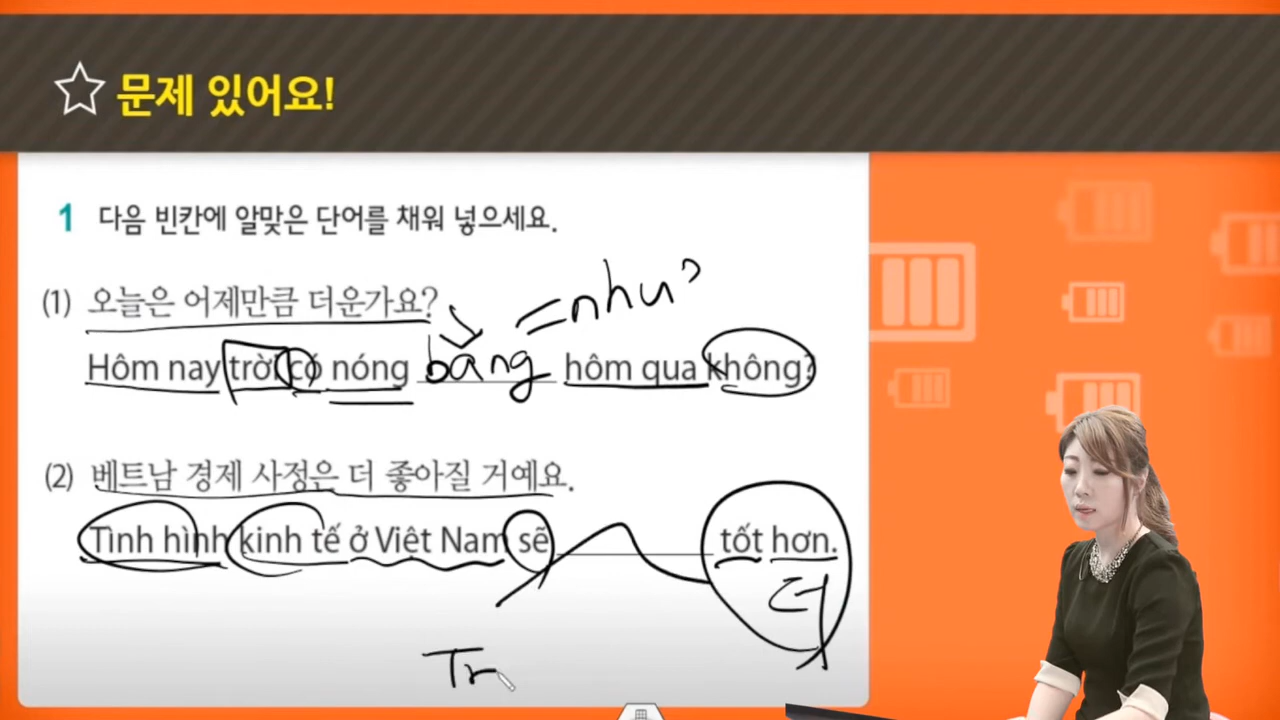 문제 있어요!
1 다음 빈칸에 알맞은 단어를 채워 넣으세요.
(1) 오늘은 어제만큼 더운가요?
=như
Hôm nay trời có nóng bằng hôm qua không?
(2) 베트남 경제 사정은 더 좋아질 거예요.
Tình hình kinh tế ở Việt Nam sẽ tốt hơn.
더
Tr